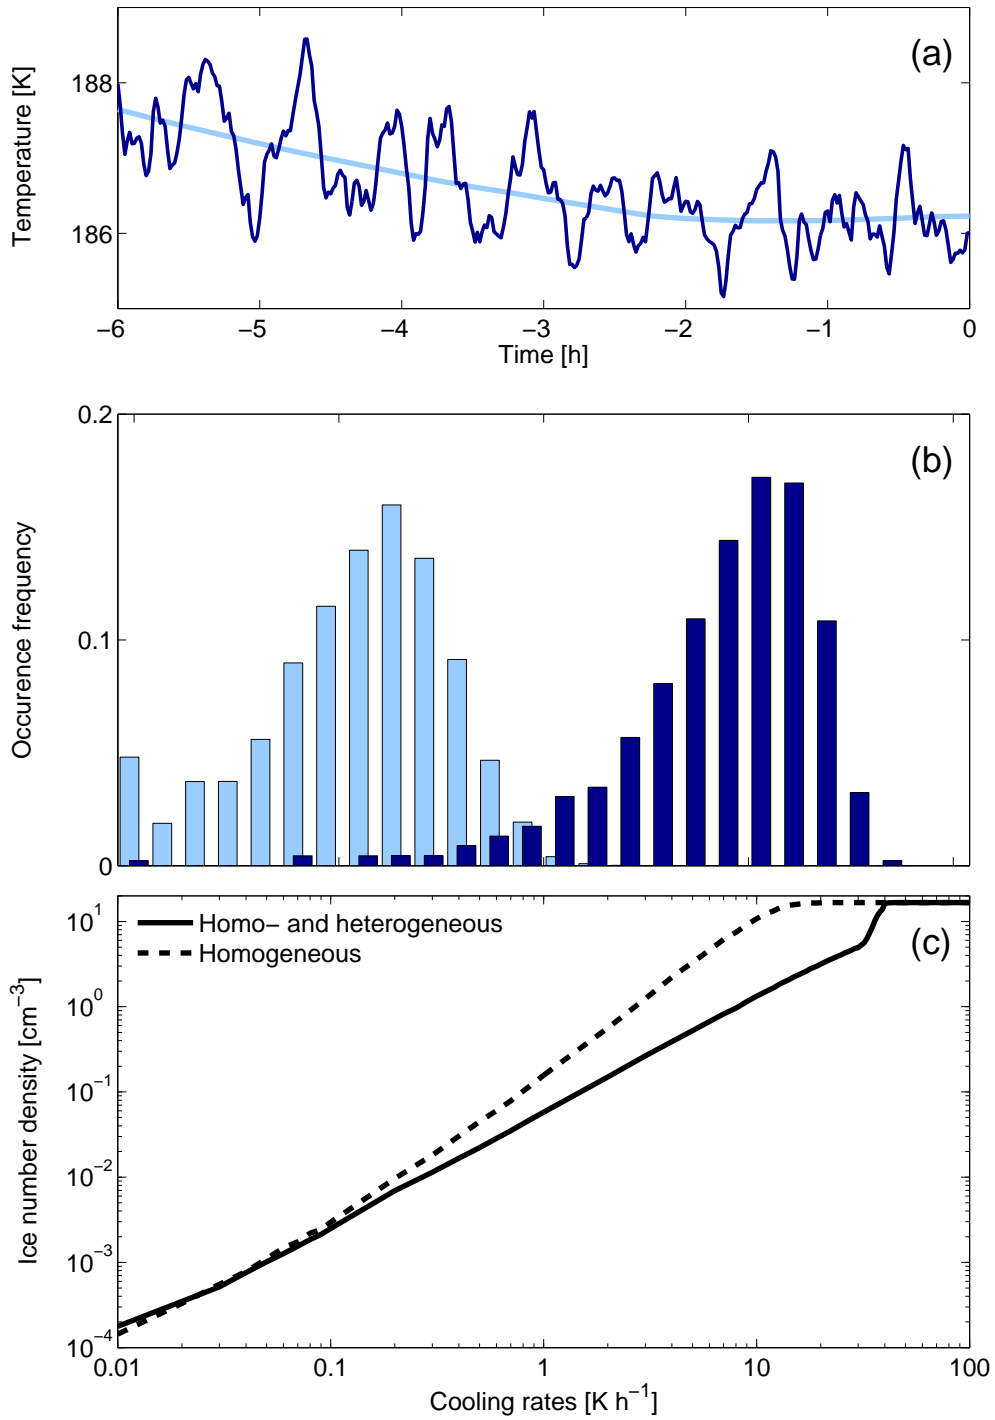 (a)
Temperature [K]
188
186
−6 −5 −4 −3 −2 −1 0
Time [h]
(b)
Occurence frequency
0.2
0.1
0
Homo− and heterogeneous
Homogeneous
(c)
Ice number density [cm−3]
10^1
10^0
10^−1
10^−2
10^−3
10^−4
0.01 0.1 1 10 100
Cooling rates [K h−1]